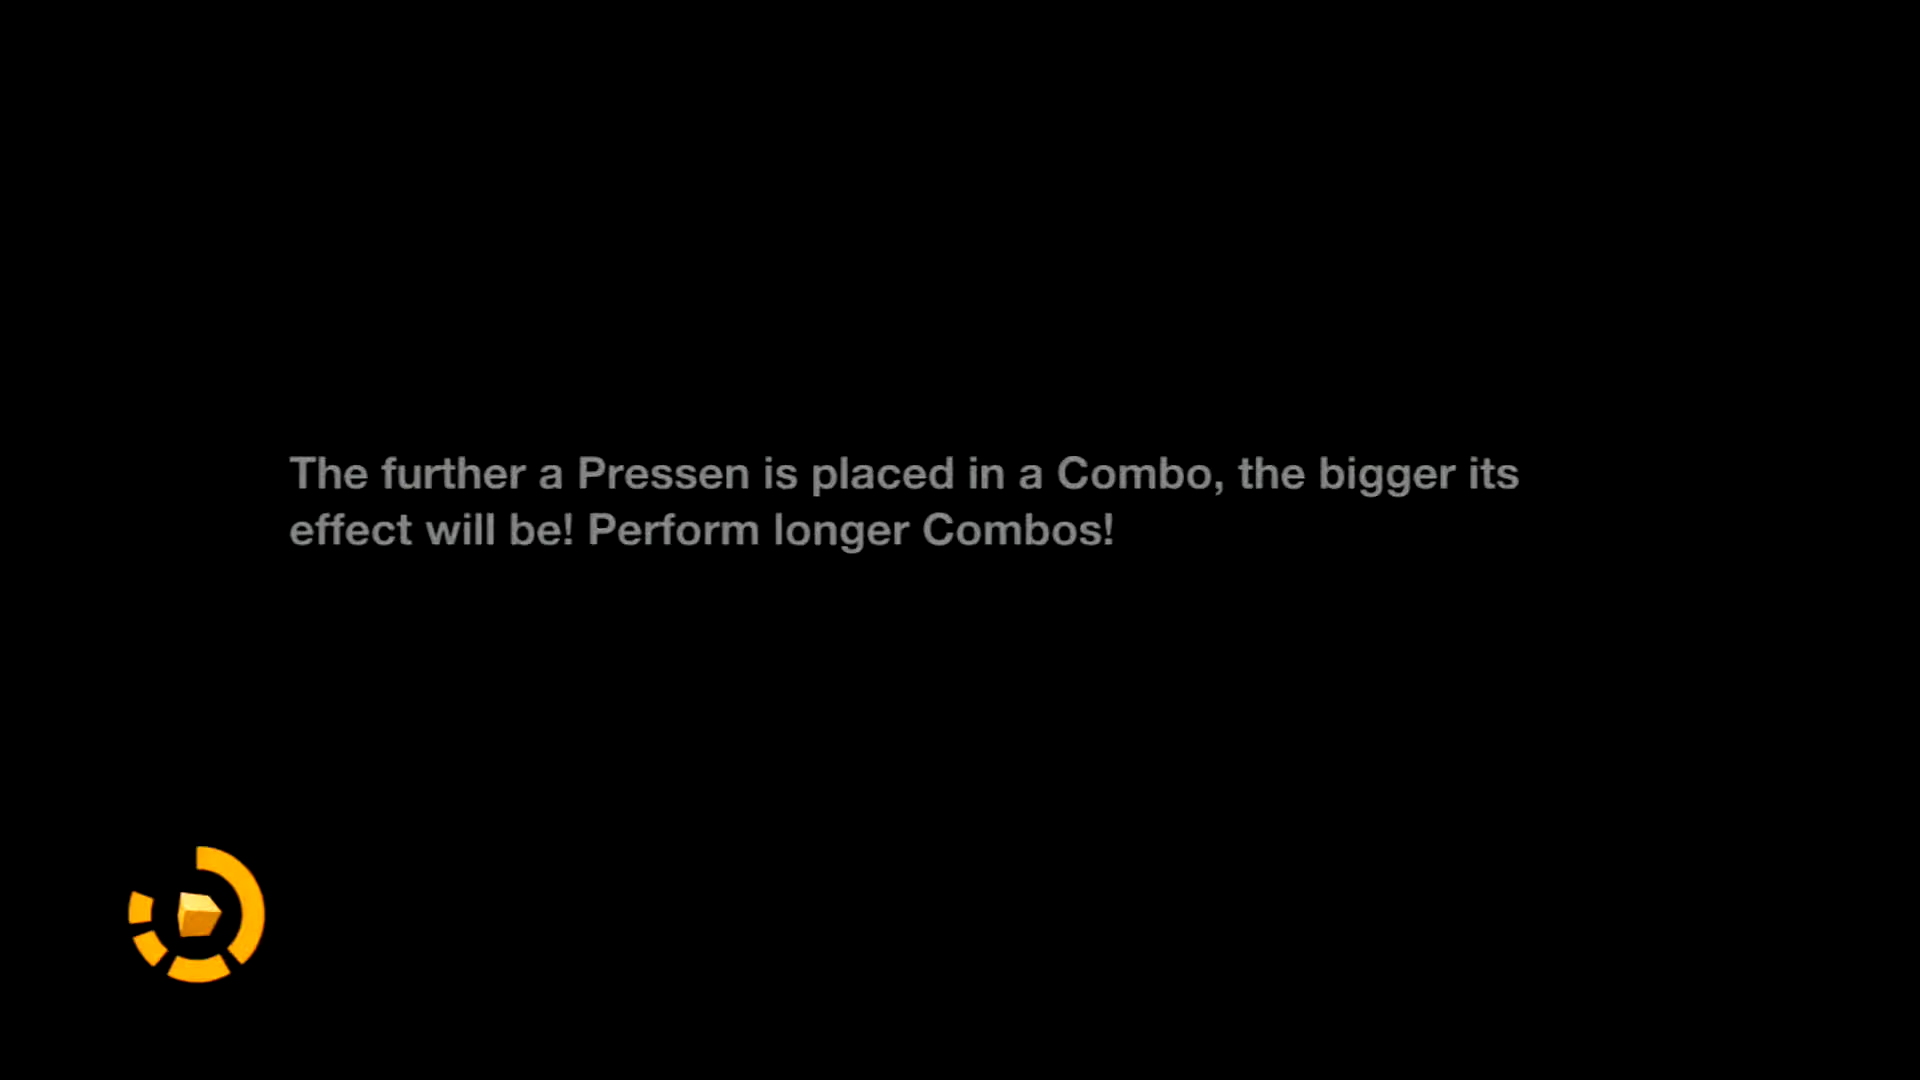 The further a Pressen is placed in a Combo, the bigger its
effect will be! Perform longer Combos!